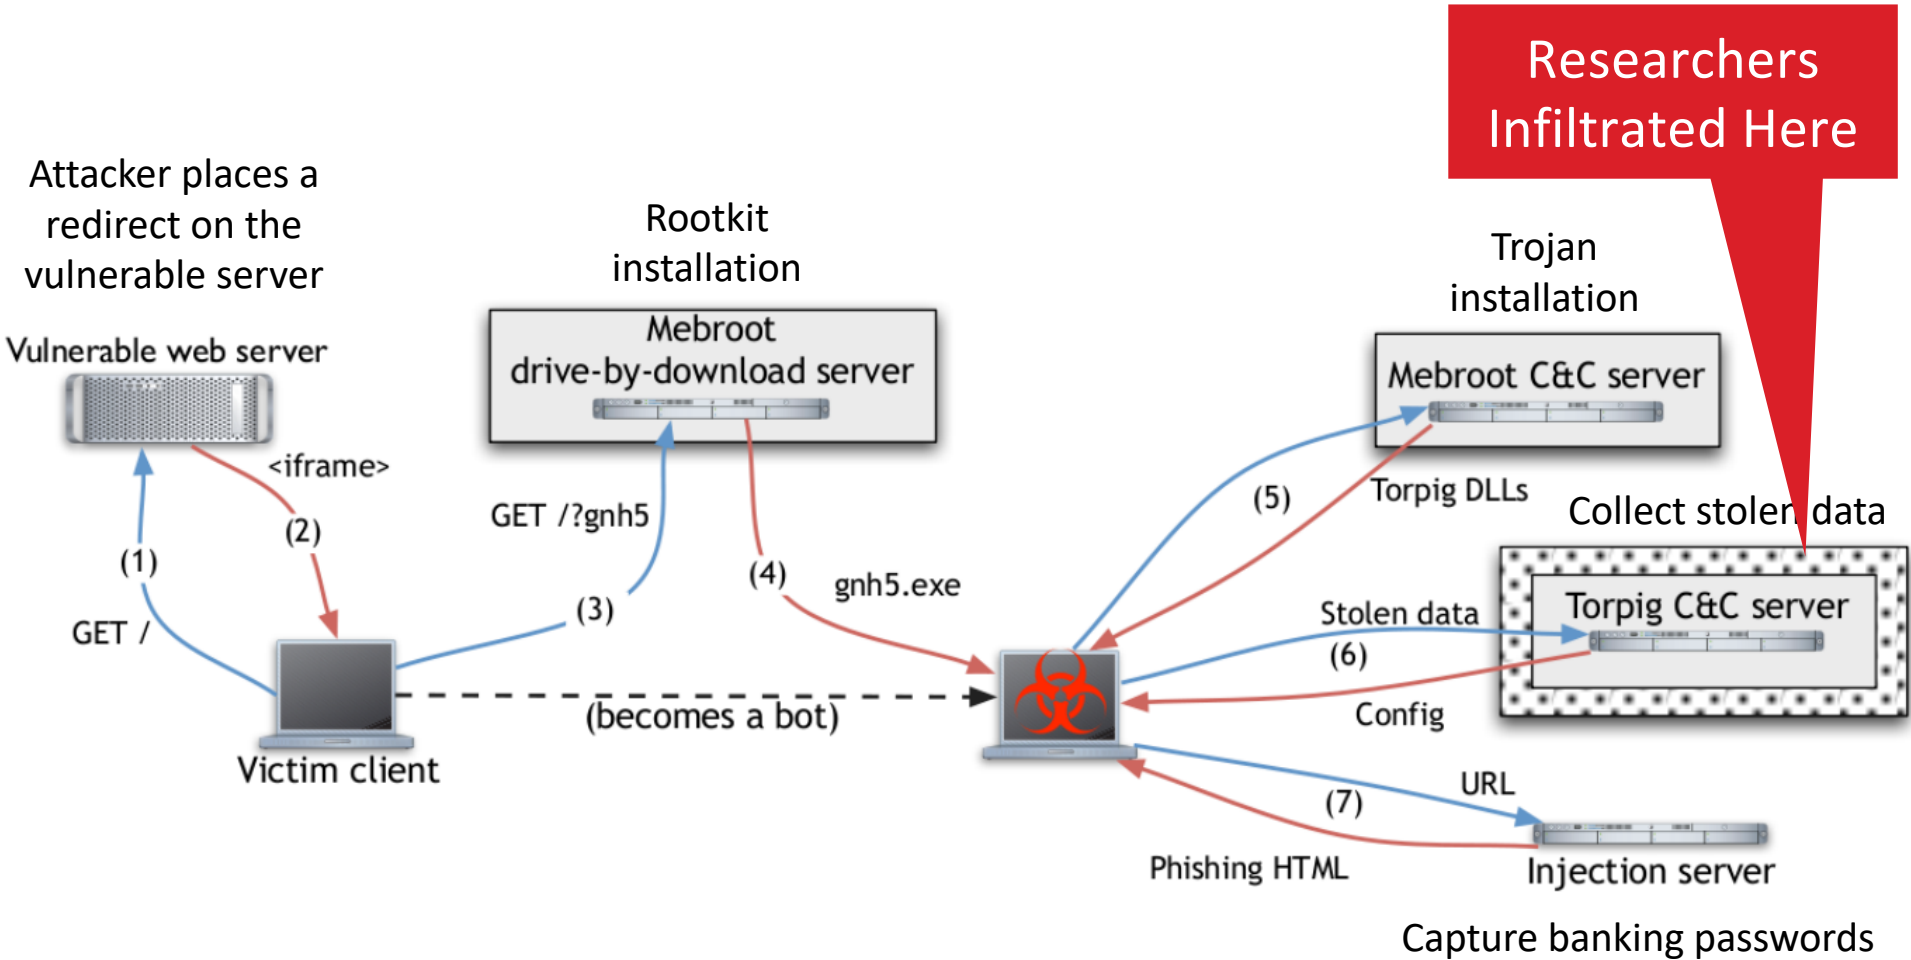 Researchers
Infiltrated Here
Attacker places a
redirect on the
vulnerable server
Rootkit
installation
Trojan
installation
Vulnerable web server
Mebroot
drive-by-download server
Mebroot C&C server
<iframe>
GET /?gnh5
(5)
Torpig DLLs
Collect stolen data
(2)
(1)
(4)
gnh5.exe
(3)
GET /
Stolen data
Torpig C&C server
(6)
(becomes a bot)
Config
Victim client
URL
(7)
Phishing HTML
Injection server
Capture banking passwords